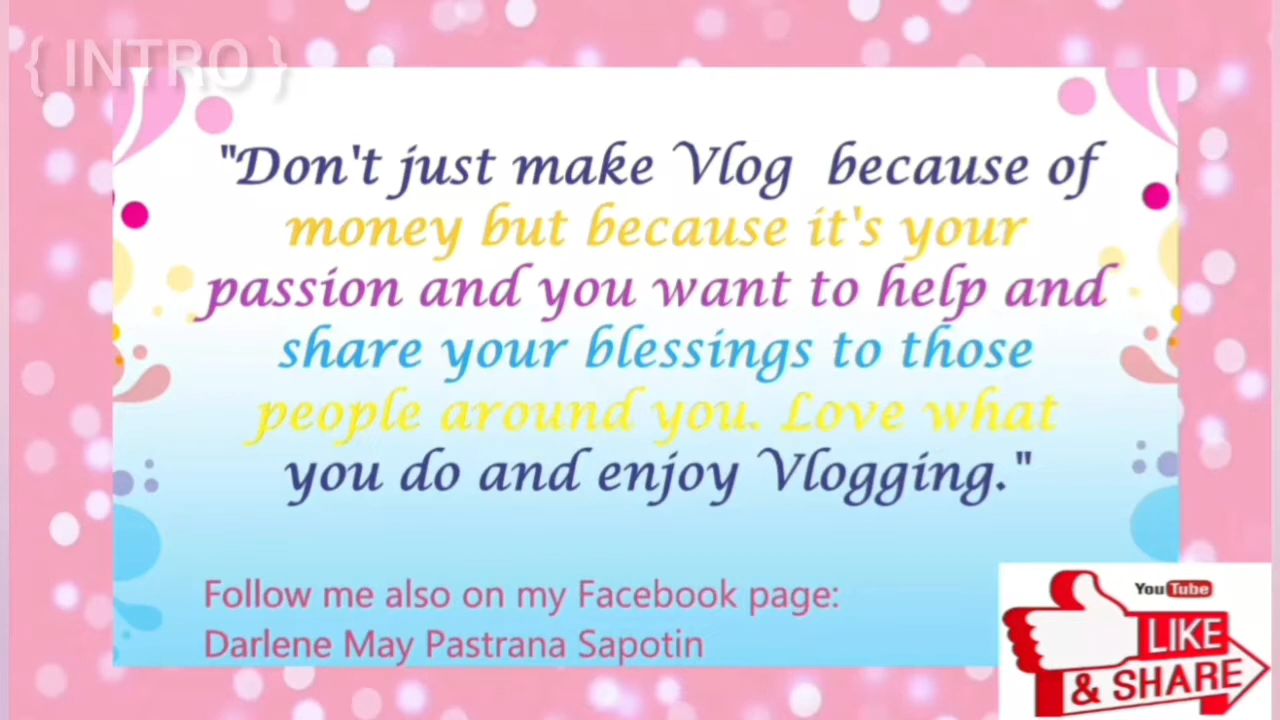 { INTRO }
"Don't just make Vlog because of
money but because it's your
passion and you want to help and
share your blessings to those
people around you. Love what
you do and enjoy Vlogging."
Follow me also on my Facebook page:
Darlene May Pastrana Sapotin
YouTube
LIKE
& SHARE